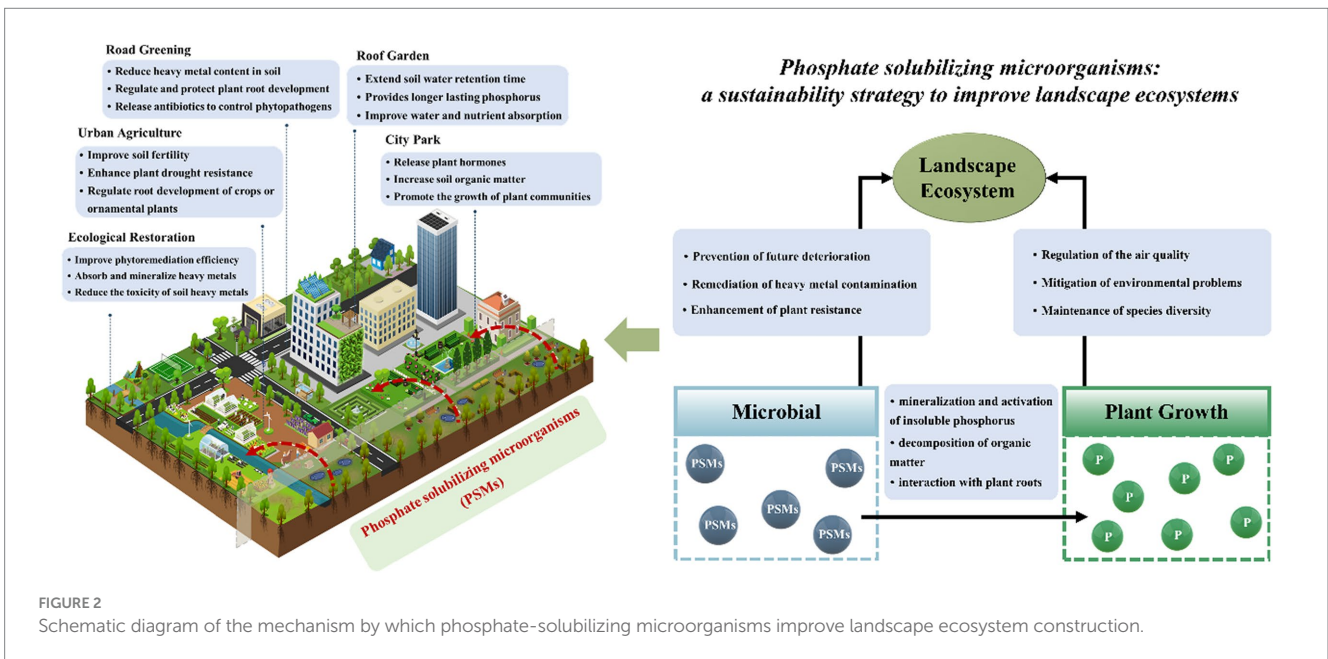 Road Greening
• Reduce heavy metal content in soil
• Regulate and protect plant root development
• Release antibiotics to control phytopathogens
Roof Garden
• Extend soil water retention time
• Provides longer lasting phosphorus
• Improve water and nutrient absorption
Urban Agriculture
• Improve soil fertility
• Enhance plant drought resistance
• Regulate root development of crops or
ornamental plants
City Park
• Release plant hormones
• Increase soil organic matter
• Promote the growth of plant communities
Ecological Restoration
• Improve phytoremediation efficiency
• Absorb and mineralize heavy metals
• Reduce the toxicity of soil heavy metals
Phosphate solubilizing microorganisms
(PSMs)
Phosphate solubilizing microorganisms:
a sustainability strategy to improve landscape ecosystems
Landscape
Ecosystem
• Prevention of future deterioration
• Remediation of heavy metal contamination
• Enhancement of plant resistance
• Regulation of the air quality
• Mitigation of environmental problems
• Maintenance of species diversity
Microbial
PSMs
PSMs
PSMs
PSMs
PSMs
• mineralization and activation
of insoluble phosphorus
• decomposition of organic
matter
• interaction with plant roots
Plant Growth
P
P
P
P
P
P
P
FIGURE 2
Schematic diagram of the mechanism by which phosphate-solubilizing microorganisms improve landscape ecosystem construction.